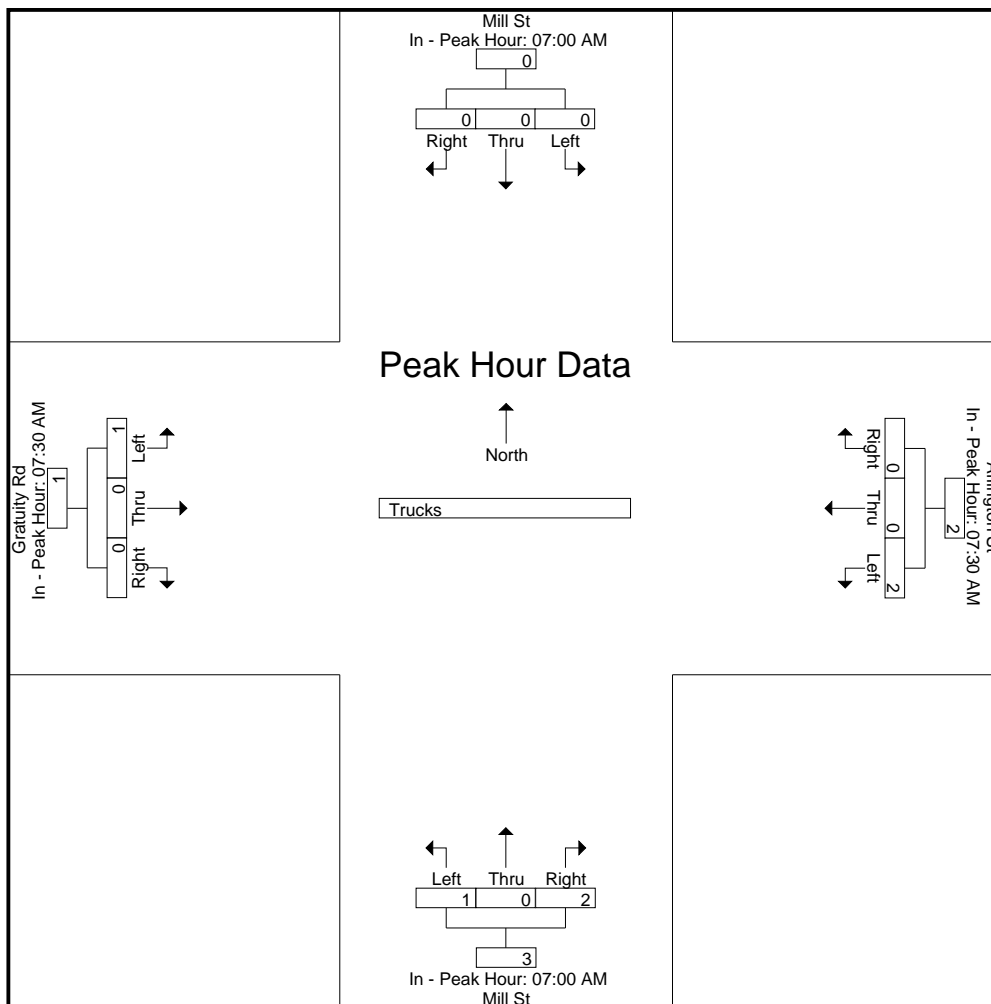 Mill St
In - Peak Hour: 07:00 AM
0
0 0 0
Right Thru Left
Peak Hour Data
North
Trucks
Gratuity Rd
In - Peak Hour: 07:30 AM
1
1 0 0
Left Thru Right
In - Peak Hour: 07:30 AM
2
0 0 2
Right Thru Left
Left Thru Right
1 0 2
3
In - Peak Hour: 07:00 AM
Mill St